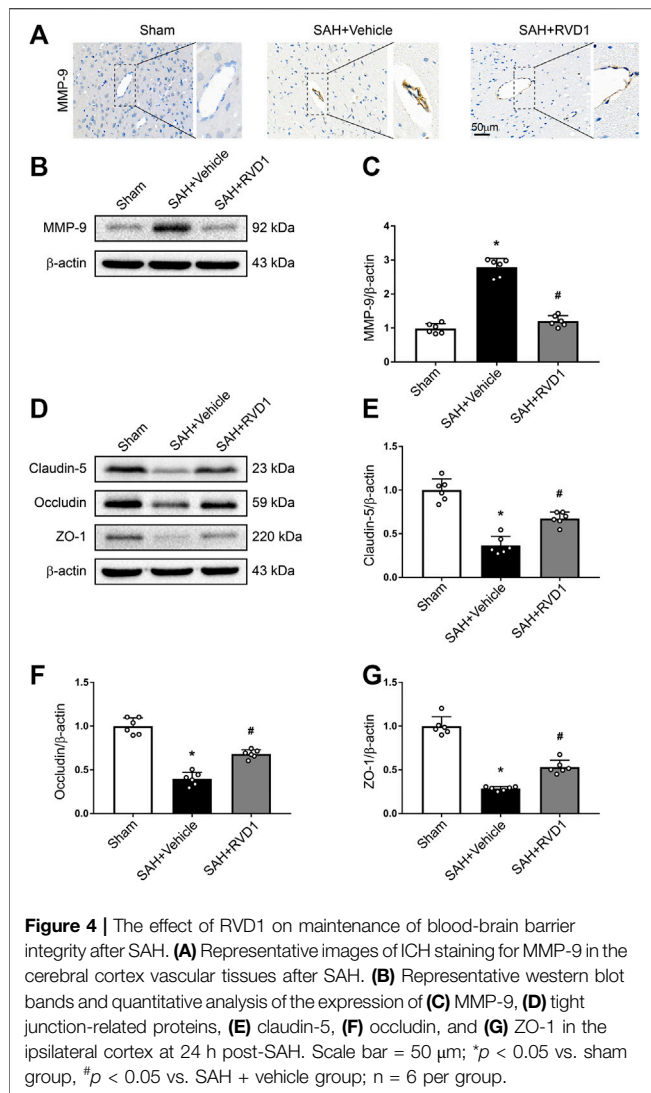 A
Sham
SAH+Vehicle
SAH+RVD1
MMP-9
50μm
B
Sham
SAH+Vehicle
SAH+RVD1
MMP-9
92 kDa
β-actin
43 kDa
C
MMP-9/β-actin
4
3
2
1
0
*
#
Sham
SAH+Vehicle
SAH+RVD1
D
Sham
SAH+Vehicle
SAH+RVD1
Claudin-5
23 kDa
Occludin
59 kDa
ZO-1
220 kDa
β-actin
43 kDa
E
Claudin-5/β-actin
1.5
1.0
0.5
0.0
*
#
Sham
SAH+Vehicle
SAH+RVD1
F
Occludin/β-actin
1.5
1.0
0.5
0.0
*
#
Sham
SAH+Vehicle
SAH+RVD1
G
ZO-1/β-actin
1.5
1.0
0.5
0.0
*
#
Sham
SAH+Vehicle
SAH+RVD1
Figure 4 | The effect of RVD1 on maintenance of blood-brain barrier
integrity after SAH. (A) Representative images of ICH staining for MMP-9 in the
cerebral cortex vascular tissues after SAH. (B) Representative western blot
bands and quantitative analysis of the expression of (C) MMP-9, (D) tight
junction-related proteins, (E) claudin-5, (F) occludin, and (G) ZO-1 in the
ipsilateral cortex at 24 h post-SAH. Scale bar = 50 μm; *p < 0.05 vs. sham
group, #p < 0.05 vs. SAH + vehicle group; n = 6 per group.